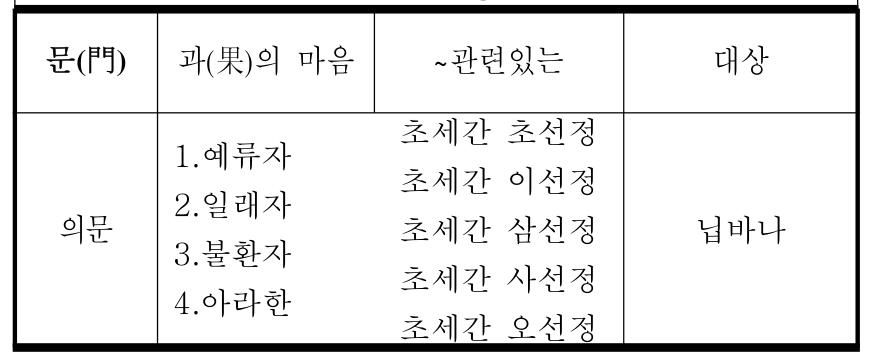 문(門) 과(果)의 마음 ~관련있는 대상
의문
1.예류자
2.일래자
3.불환자
4.아라한
초세간 초선정
초세간 이선정
초세간 삼선정
초세간 사선정
초세간 오선정
닙바나